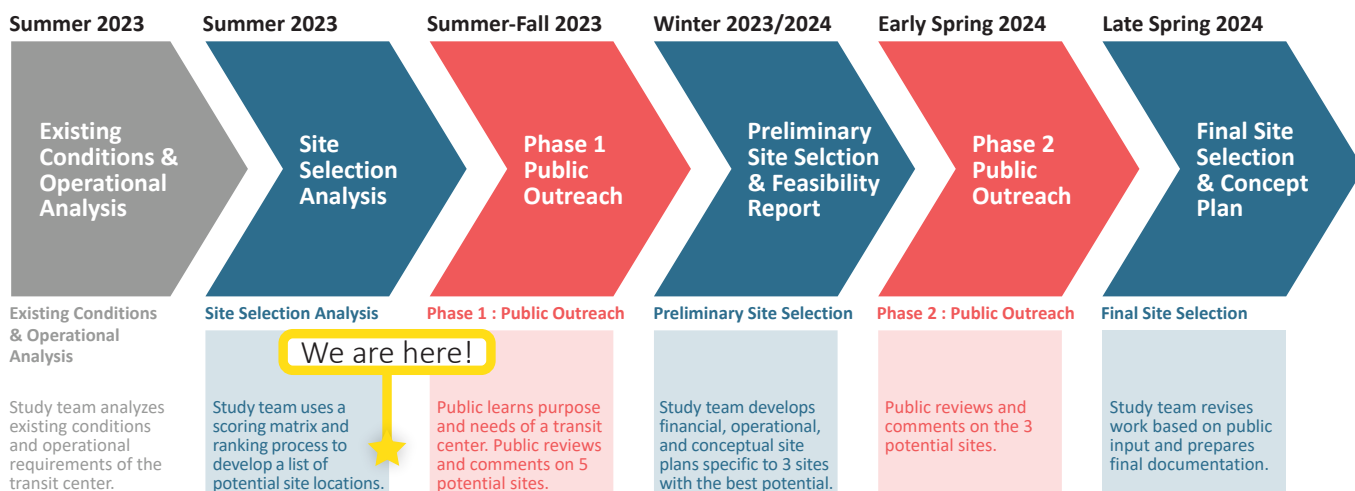 Summer 2023
Summer 2023
Summer-Fall 2023
Winter 2023/2024
Early Spring 2024
Late Spring 2024
Existing
Conditions &
Operational
Analysis
Site
Selection
Analysis
Phase 1
Public
Outreach
Preliminary
Site Selction
& Feasibility
Report
Phase 2
Public
Outreach
Final Site
Selection
& Concept
Plan
Existing Conditions
& Operational
Analysis
Study team analyzes
existing conditions
and operational
requirements of the
transit center.
Site Selection Analysis
We are here!
Study team uses a
scoring matrix and
ranking process to
develop a list of
potential site locations.
Phase 1 : Public Outreach
Public learns purpose
and needs of a transit
center. Public reviews
and comments on 5
potential sites.
Preliminary Site Selection
Study team develops
financial, operational,
and conceptual site
plans specific to 3 sites
with the best potential.
Phase 2 : Public Outreach
Public reviews and
comments on the 3
potential sites.
Final Site Selection
Study team revises
work based on public
input and prepares
final documentation.